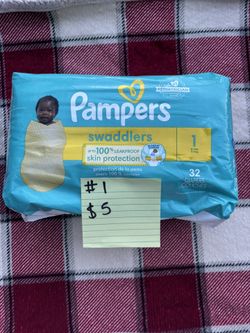 Pampers
swaddlers
UP TO 100% LEAKPROOF
skin protection
1
32
#1
$5